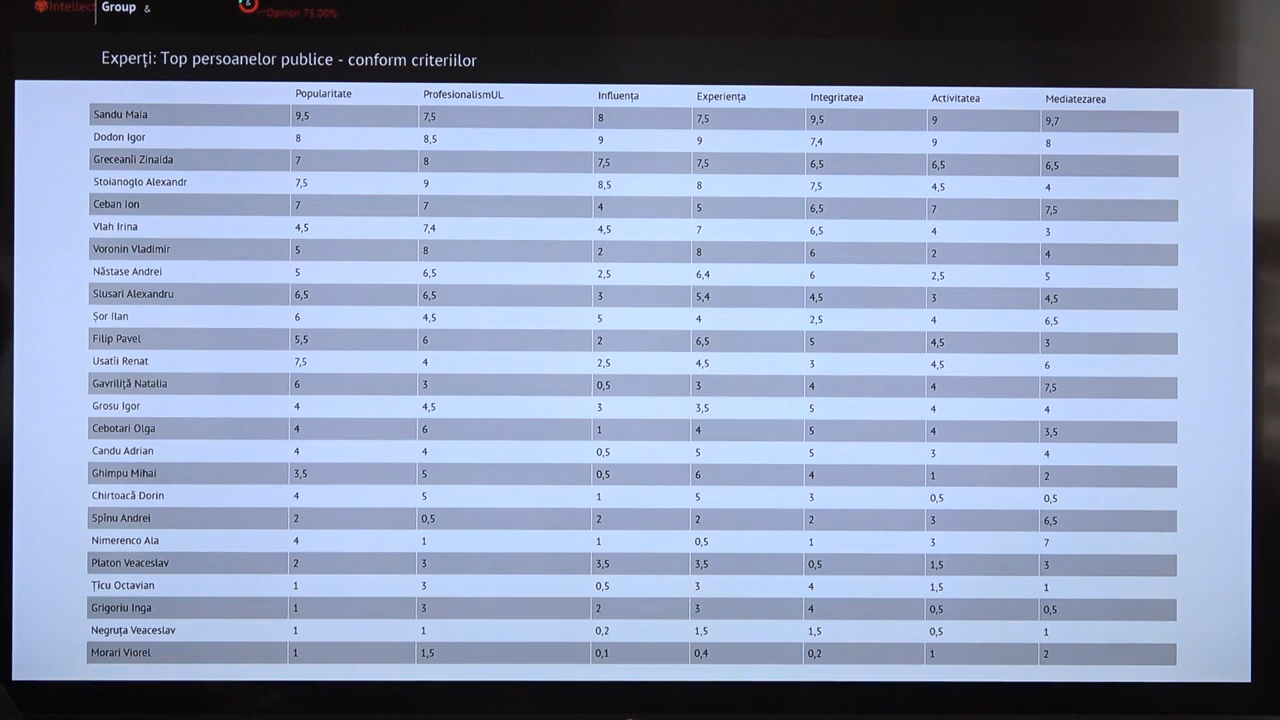 Intellect Group &
Opinon 75.00%
Experți: Top persoanelor publice - conform criteriilor
Popularitate ProfesionalismUL Influența Experiența Integritatea Activitatea Mediatezarea
Sandu Maia 9,5 7,5 8 7,5 9,5 9 9,7
Dodon Igor 8 8,5 9 9 7,4 9 8
Greceanîi Zinaida 7 8 7,5 7,5 6,5 6,5 6,5
Stoianoglo Alexandr 7,5 9 8,5 8 7,5 4,5 4
Ceban Ion 7 7 4 5 6,5 7 7,5
Vlah Irina 4,5 7,4 4,5 7 6,5 4 3
Voronin Vladimir 5 8 2 8 6 2 4
Năstase Andrei 5 6,5 2,5 6,4 6 2,5 5
Slusari Alexandru 6,5 6,5 3 5,4 4,5 3 4,5
Șor Ilan 6 4,5 5 4 2,5 4 6,5
Filip Pavel 5,5 6 2 6,5 5 4,5 3
Usatîi Renat 7,5 4 2,5 4,5 3 4,5 6
Gavriliță Natalia 6 3 0,5 3 4 4 7,5
Grosu Igor 4 4,5 3 3,5 5 4 4
Cebotari Olga 4 6 1 4 5 4 3,5
Candu Adrian 4 4 0,5 5 5 3 4
Ghimpu Mihai 3,5 5 0,5 6 4 1 2
Chirtoacă Dorin 4 5 1 5 3 0,5 0,5
Spînu Andrei 2 0,5 2 2 2 3 6,5
Nimerenco Ala 4 1 1 0,5 1 3 7
Platon Veaceslav 2 3 3,5 3,5 0,5 1,5 3
Țîcu Octavian 1 3 0,5 3 4 1,5 1
Grigoriu Inga 1 3 2 3 4 0,5 0,5
Negruța Veaceslav 1 1 0,2 1,5 1,5 0,5 1
Morari Viorel 1 1,5 0,1 0,4 0,2 1 2